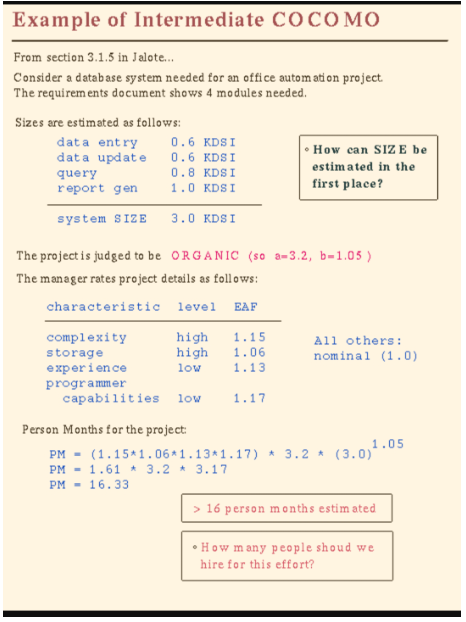 Example of Intermediate COCOMO
From section 3.1.5 in Jalote...
Consider a database system needed for an office automation project.
The requirements document shows 4 modules needed.
Sizes are estimated as follows:
data entry 0.6 KDSI
data update 0.6 KDSI
query 0.8 KDSI
report gen 1.0 KDSI
system SIZE 3.0 KDSI
° How can SIZE be
estimated in the
first place?
The project is judged to be ORGANIC (so a=3.2, b=1.05 )
The manager rates project details as follows:
characteristic level EAF
complexity high 1.15
storage high 1.06
experience low 1.13
programmer
capabilities low 1.17
All others:
nominal (1.0)
Person Months for the project:
PM = (1.15*1.06*1.13*1.17) * 3.2 * (3.0)^1.05
PM = 1.61 * 3.2 * 3.17
PM = 16.33
> 16 person months estimated
° How many people shoud we
hire for this effort?